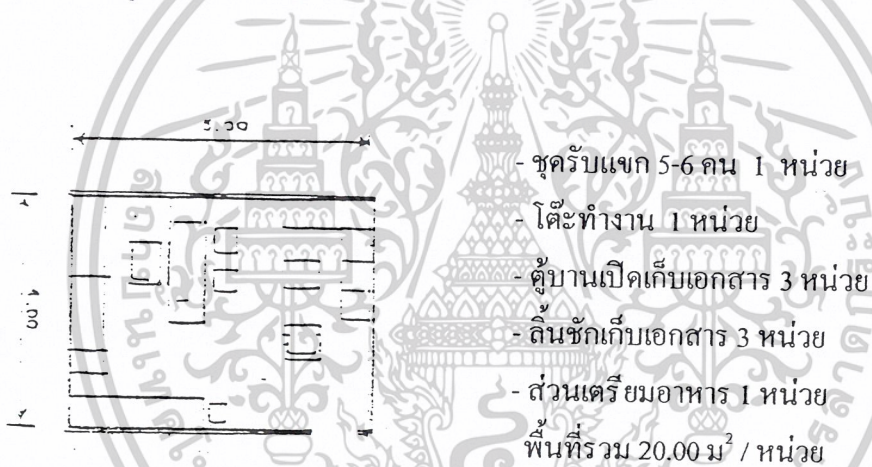 - ชุดรับแขก 5-6 คน 1 หน่วย
- โต๊ะทำงาน 1 หน่วย
- ตู้บานเปิดเก็บเอกสาร 3 หน่วย
- ลิ้นชักเก็บเอกสาร 3 หน่วย
- ส่วนเตรียมอาหาร 1 หน่วย
พื้นที่รวม 20.00 ม² / หน่วย